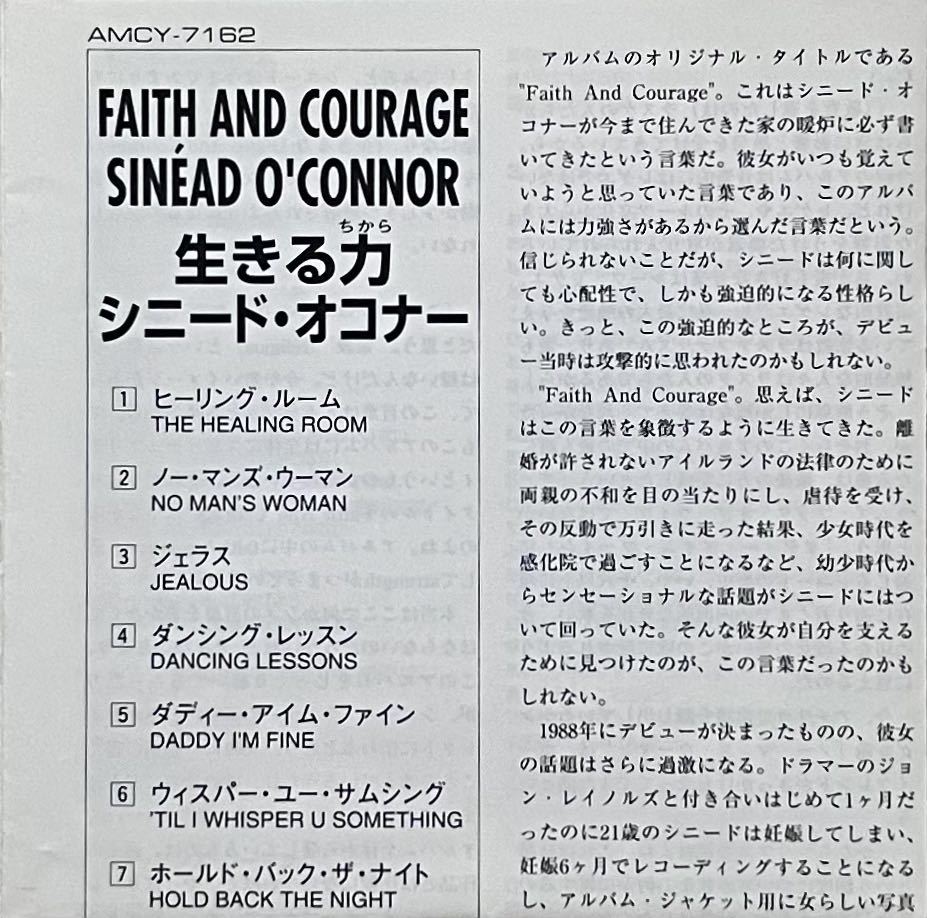 AMCY-7162
FAITH AND COURAGE
SINÉAD O'CONNOR
ちから
生きる力
シニード・オコナー
1 ヒーリング・ルーム
THE HEALING ROOM
2 ノー・マンズ・ウーマン
NO MAN'S WOMAN
3 ジェラス
JEALOUS
4 ダンシング・レッスン
DANCING LESSONS
5 ダディー・アイム・ファイン
DADDY I'M FINE
6 ウィスパー・ユー・サムシング
'TIL I WHISPER U SOMETHING
7 ホールド・バック・ザ・ナイト
HOLD BACK THE NIGHT
アルバムのオリジナル・タイトルである
"Faith And Courage"。これはシニード・オ
コナーが今まで住んできた家の暖炉に必ず書
いてきたという言葉だ。彼女がいつも覚えて
いようと思っていた言葉であり、このアルバ
ムには力強さがあるから選んだ言葉だという。
信じられないことだが、シニードは何に関し
ても心配性で、しかも強迫的になる性格らし
い。きっと、この強迫的なところが、デビュ
ー当時は攻撃的に思われたのかもしれない。
"Faith And Courage"。思えば、シニード
はこの言葉を象徴するように生きてきた。離
婚が許されないアイルランドの法律のために
両親の不和を目の当たりにし、虐待を受け、
その反動で万引きに走った結果、少女時代を
感化院で過ごすことになるなど、幼少時代か
らセンセーショナルな話題がシニードにはつ
いて回っていた。そんな彼女が自分を支える
ために見つけたのが、この言葉だったのかも
しれない。
1988年にデビューが決まったものの、彼女
の話題はさらに過激になる。ドラマーのジョ
ン・レイノルズと付き合いはじめて1ヶ月だ
ったのに21歳のシニードは妊娠してしまい、
妊娠6ヶ月でレコーディングすることになる
し、アルバム・ジャケット用に女らしい写真